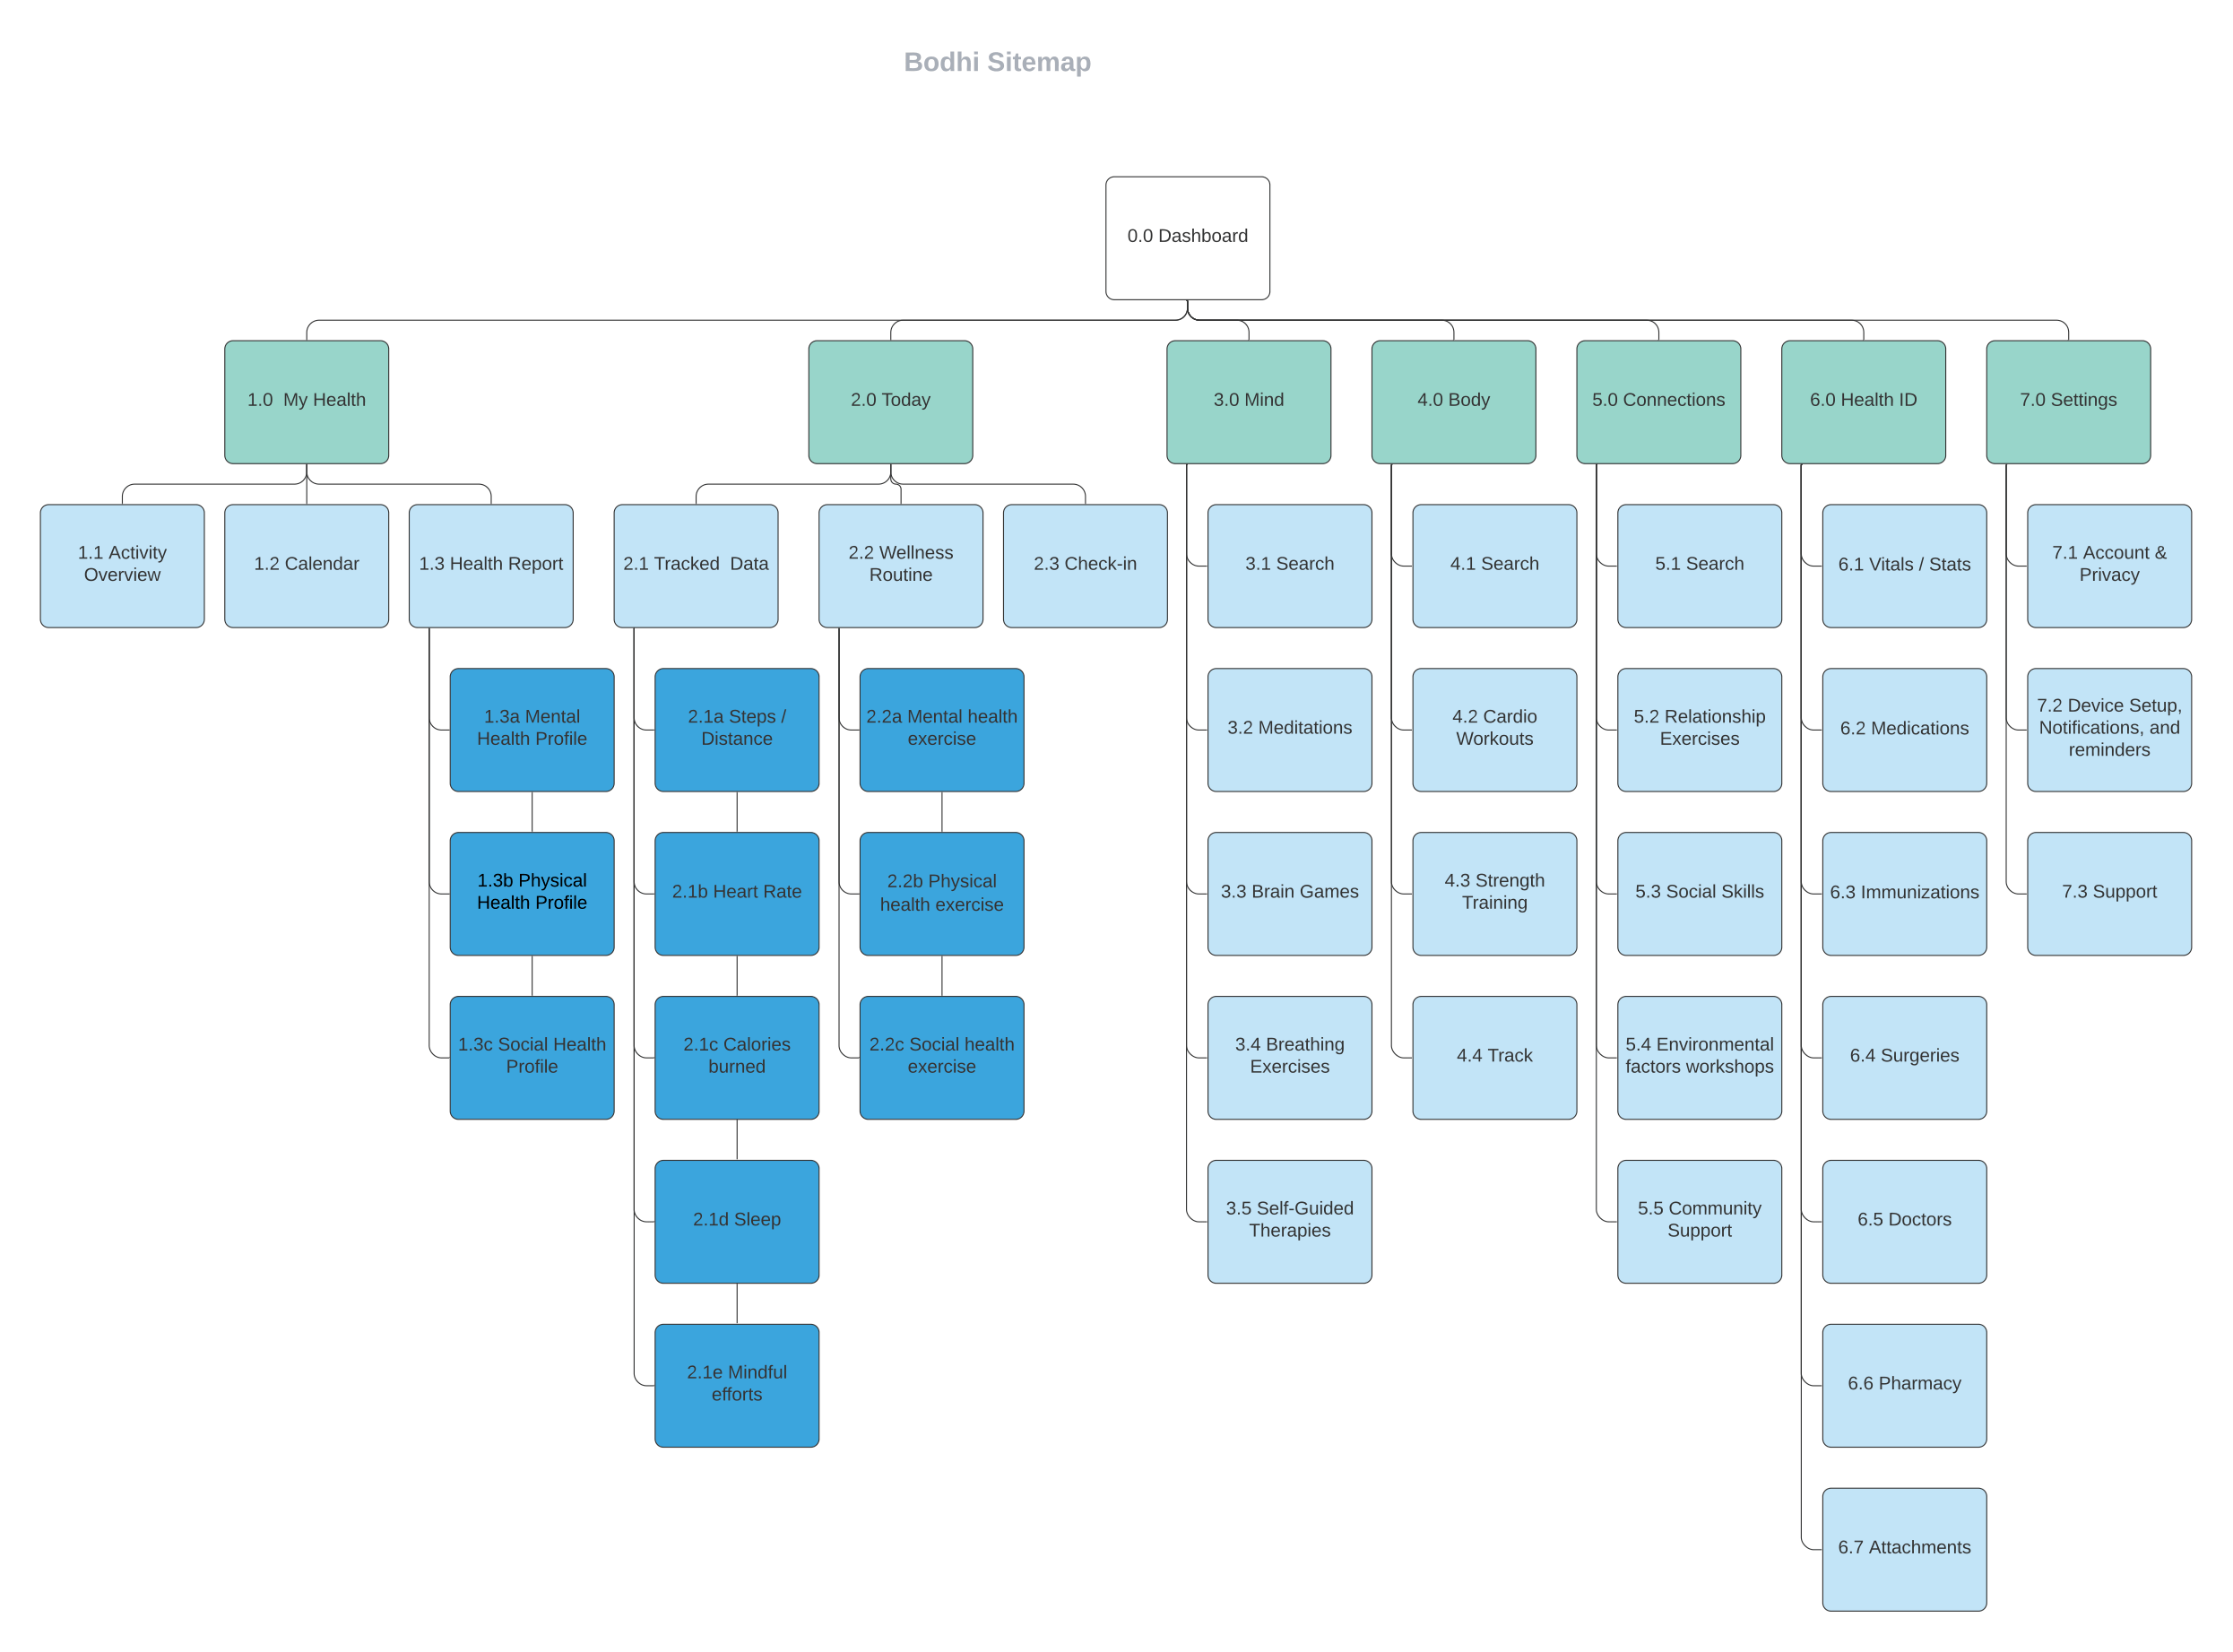 Bodhi Sitemap
0.0 Dashboard
1.0  My Health
2.0 Today
3.0 Mind
4.0 Body
5.0 Connections
6.0 Health ID
7.0 Settings
1.1 Activity
Overview
1.2 Calendar
1.3 Health Report
2.1 Tracked  Data
2.2 Wellness
Routine
2.3 Check-in
3.1 Search
4.1 Search
5.1 Search
6.1 Vitals / Stats
7.1 Account &
Privacy
1.3a Mental
Health Profile
2.1a Steps /
Distance
2.2a Mental health
exercise
3.2 Meditations
4.2 Cardio
Workouts
5.2 Relationship
Exercises
6.2 Medications
7.2 Device Setup,
Notifications, and
reminders
1.3b Physical
Health Profile
2.1b Heart Rate
2.2b Physical
health exercise
3.3 Brain Games
4.3 Strength
Training
5.3 Social Skills
6.3 Immunizations
7.3 Support
1.3c Social Health
Profile
2.1c Calories
burned
2.2c Social health
exercise
3.4 Breathing
Exercises
4.4 Track
5.4 Environmental
factors workshops
6.4 Surgeries
2.1d Sleep
3.5 Self-Guided
Therapies
5.5 Community
Support
6.5 Doctors
2.1e Mindful
efforts
6.6 Pharmacy
6.7 Attachments